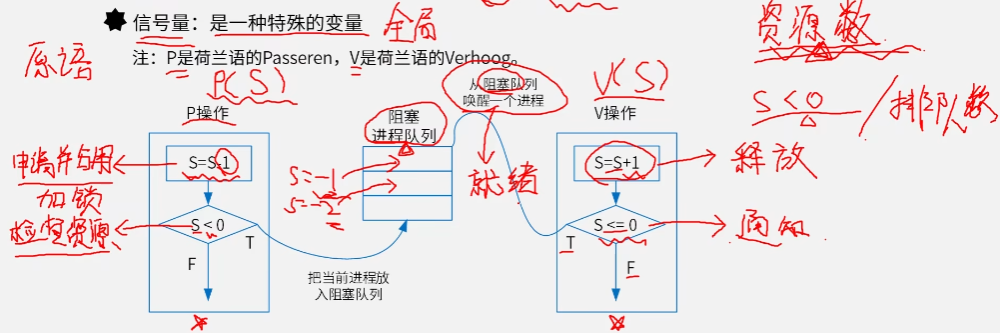 信号量：是一种特殊的变量
全局
资源数
注：P是荷兰语的Passeren，V是荷兰语的Verhoog。
原语
P(S)
从阻塞队列
唤醒一个进程
V(S)
S<0/排队数
P操作
阻塞
进程队列
V操作
申请并占用
S=S-1
S=-1
S=-2
就绪
S=S+1
释放
加锁
检查资源
S < 0
T
F
把当前进程放
入阻塞队列
S <= 0
T
F
通知